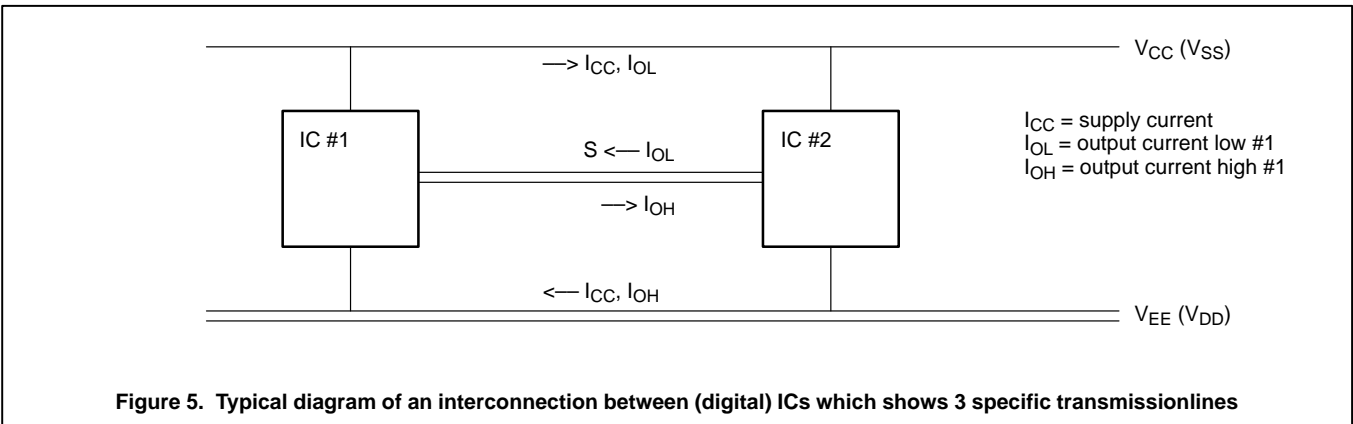 V_CC (V_SS)
—> I_CC, I_OL
IC #1
S <— I_OL
IC #2
I_CC = supply current
I_OL = output current low #1
I_OH = output current high #1
—> I_OH
<— I_CC, I_OH
V_EE (V_DD)
Figure 5. Typical diagram of an interconnection between (digital) ICs which shows 3 specific transmissionlines